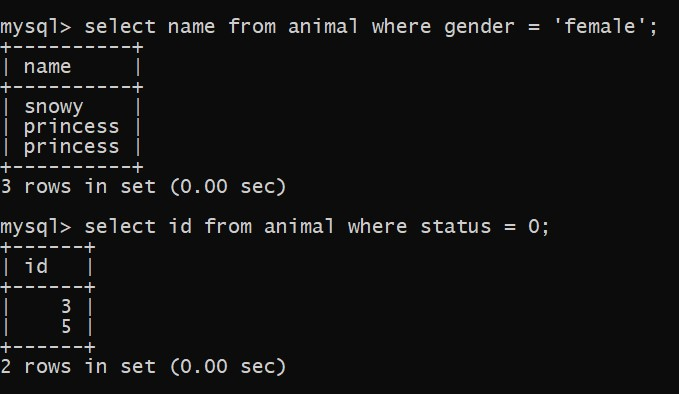 mysql> select name from animal where gender = 'female';
+----------+
| name     |
+----------+
| snowy    |
| princess |
| princess |
+----------+
3 rows in set (0.00 sec)

mysql> select id from animal where status = 0;
+------+
| id   |
+------+
|    3 |
|    5 |
+------+
2 rows in set (0.00 sec)